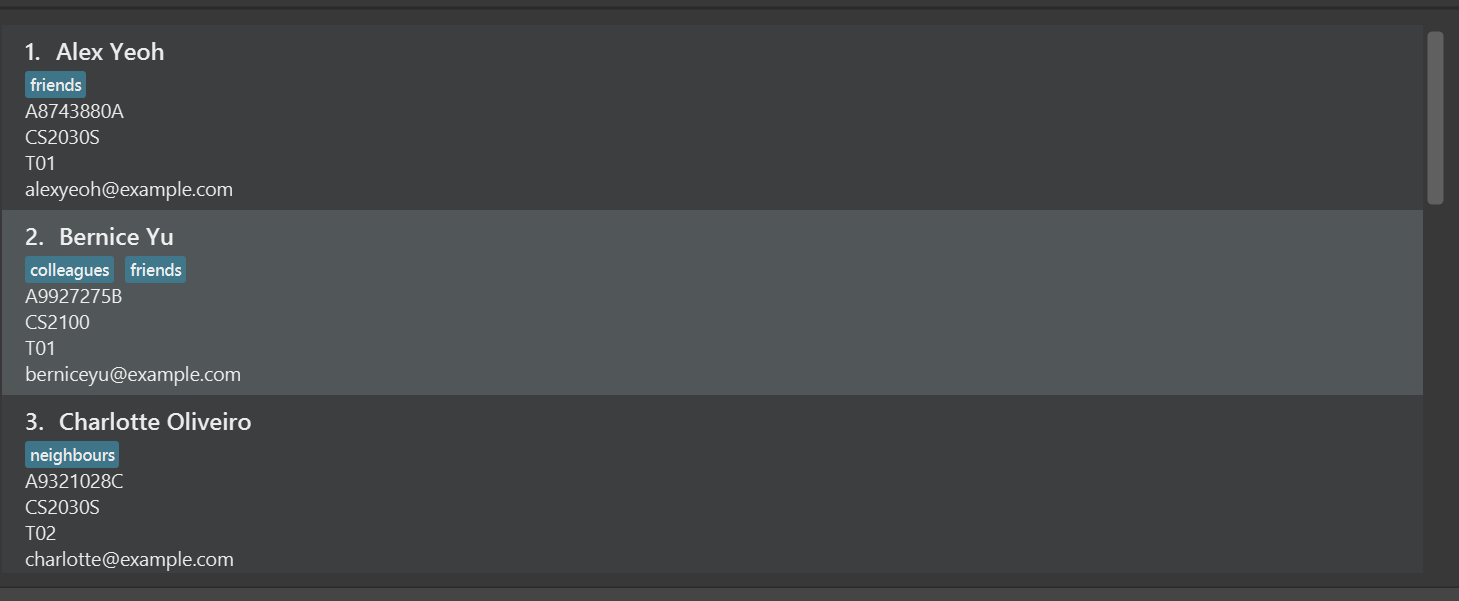 1. Alex Yeoh
friends
A8743880A
CS2030S
T01
alexyeoh@example.com
2. Bernice Yu
colleagues friends
A9927275B
CS2100
T01
berniceyu@example.com
3. Charlotte Oliveiro
neighbours
A9321028C
CS2030S
T02
charlotte@example.com